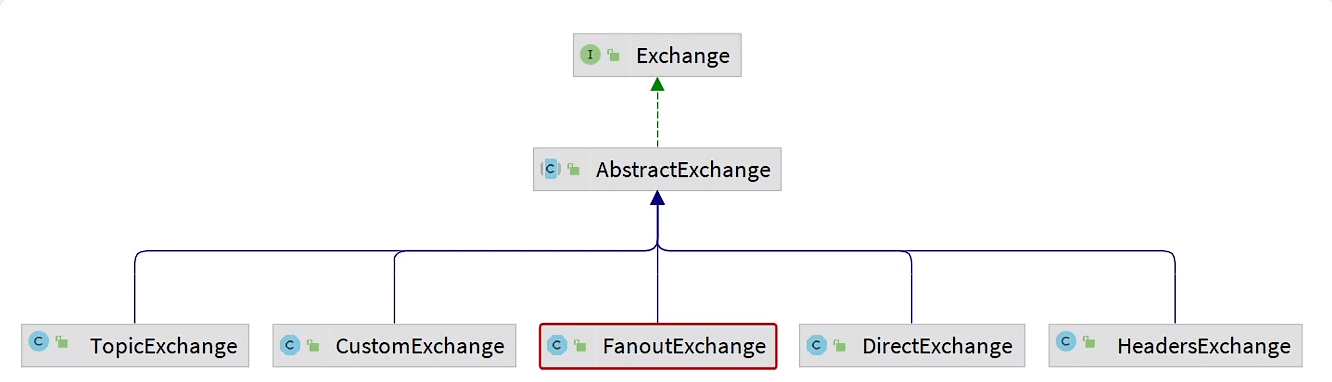 I Exchange
C AbstractExchange
C TopicExchange C CustomExchange C FanoutExchange C DirectExchange C HeadersExchange